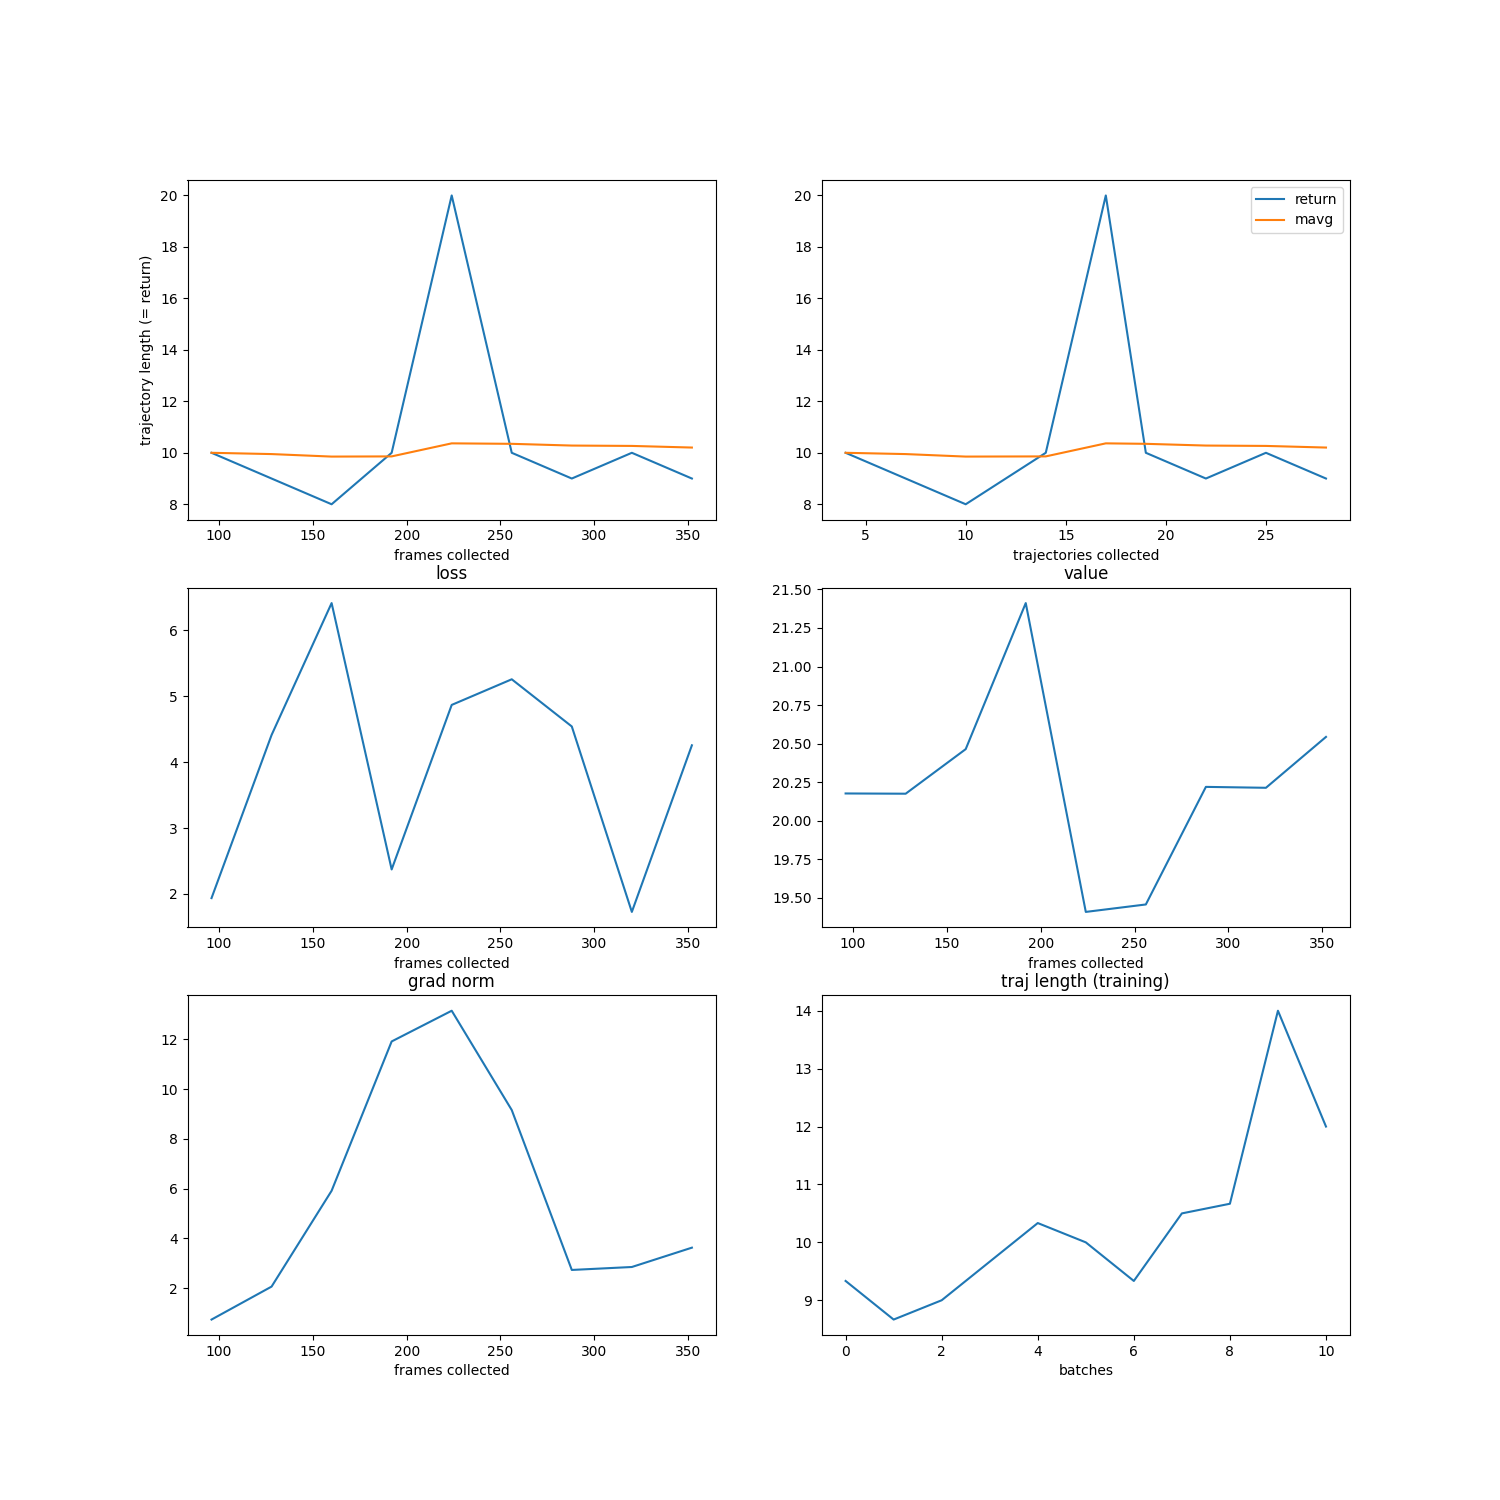 20
18
16
14
12
10
8
trajectory length (= return)
100 150 200 250 300 350
frames collected
20
18
16
14
12
10
8
return
mavg
5 10 15 20 25
trajectories collected
loss
6
5
4
3
2
100 150 200 250 300 350
frames collected
value
21.50
21.25
21.00
20.75
20.50
20.25
20.00
19.75
19.50
100 150 200 250 300 350
frames collected
grad norm
12
10
8
6
4
2
100 150 200 250 300 350
frames collected
traj length (training)
14
13
12
11
10
9
0 2 4 6 8 10
batches